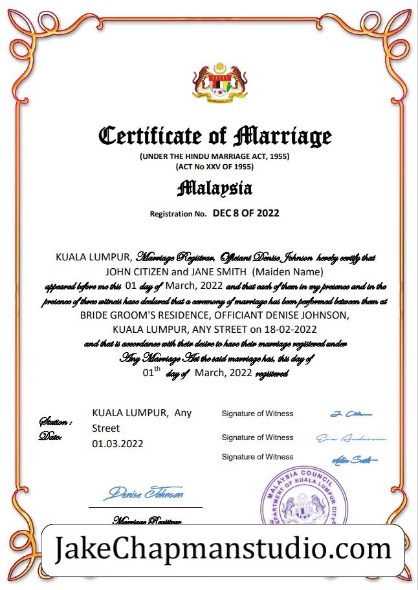 Certificate of Marriage
(UNDER THE HINDU MARRIAGE ACT, 1955)
(ACT No XXV OF 1955)
Malaysia
Registration No. DEC 8 OF 2022
KUALA LUMPUR, Marriage Registrar, Officiant Denise Johnson hereby certify that
JOHN CITIZEN and JANE SMITH (Maiden Name)
appeared before me this 01 day of March, 2022 and that each of them in my presence and in the
presence of three witness have declared that a ceremony of marriage has been performed between them at
BRIDE GROOM'S RESIDENCE, OFFICIANT DENISE JOHNSON,
KUALA LUMPUR, ANY STREET on 18-02-2022
and that is accordance with their desire to have their marriage registered under
Any Marriage Act the said marriage has, this day of
01th day of March, 2022 registered
Station : KUALA LUMPUR, Any Street
Date: 01.03.2022
Signature of Witness
Signature of Witness
Signature of Witness
Denise Johnson
Marriage Registrar
MALAYSIA COUNCIL
DEPARTMENT OF KUALA LUMPUR CITY
JakeChapmanstudio.com